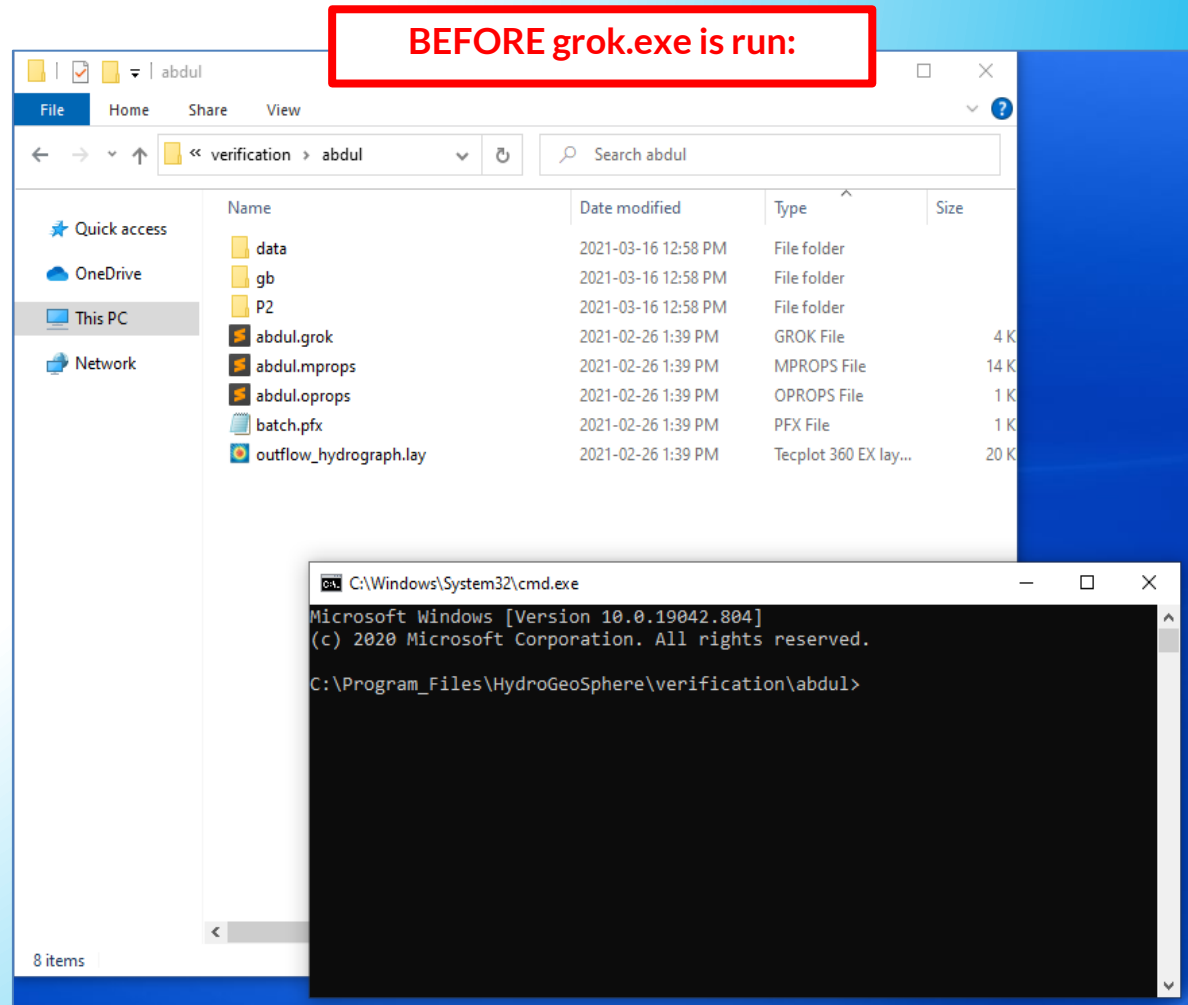 BEFORE grok.exe is run:
abdul
File Home Share View
« verification › abdul
Search abdul
Name Date modified Type Size
Quick access
OneDrive
This PC
Network
data 2021-03-16 12:58 PM File folder
gb 2021-03-16 12:58 PM File folder
P2 2021-03-16 12:58 PM File folder
abdul.grok 2021-02-26 1:39 PM GROK File 4 K
abdul.mprops 2021-02-26 1:39 PM MPROPS File 14 K
abdul.oprops 2021-02-26 1:39 PM OPROPS File 1 K
batch.pfx 2021-02-26 1:39 PM PFX File 1 K
outflow_hydrograph.lay 2021-02-26 1:39 PM Tecplot 360 EX lay... 20 K
C:\Windows\System32\cmd.exe
Microsoft Windows [Version 10.0.19042.804]
(c) 2020 Microsoft Corporation. All rights reserved.
C:\Program_Files\HydroGeoSphere\verification\abdul>
8 items